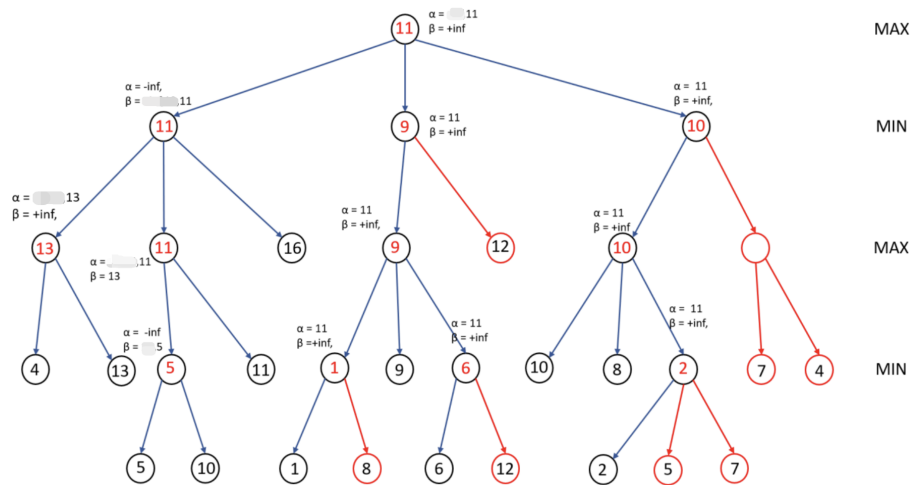 α = 11
β = +inf
11
MAX
α = -inf,
β = ,11
11
α = 11
β = +inf
9
α = 11
β = +inf,
10
MIN
α = ,13
β = +inf,
13
α = ,11
β = 13
11
16
α = 11
β = +inf,
9
12
α = 11
β = +inf
10
MAX
4
13
α = -inf
β = 5
5
11
α = 11
β =+inf,
1
9
α = 11
β = +inf
6
10
8
α = 11
β = +inf,
2
7
4
MIN
5
10
1
8
6
12
2
5
7